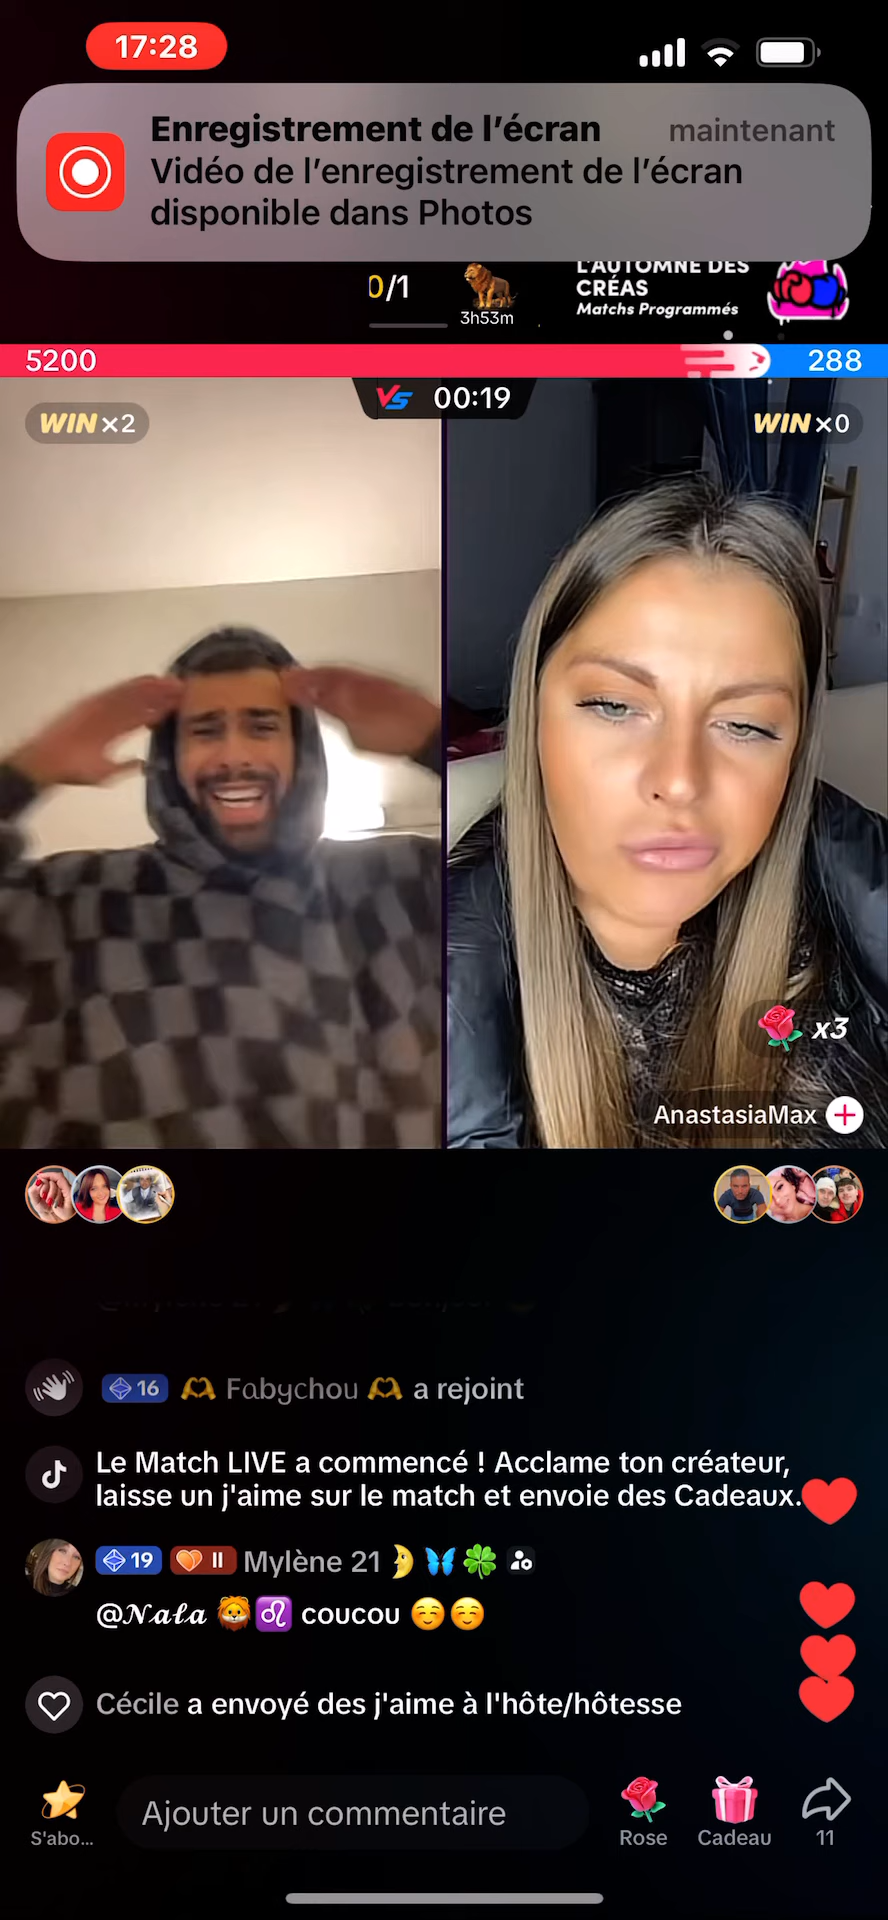 17:28
Enregistrement de l'écran
maintenant
Vidéo de l'enregistrement de l'écran
disponible dans Photos
0/1
3h53m
L'AUTOMNE DES
CRÉAS
Matchs Programmés
5200
288
VS 00:19
WIN x2
WIN x0
x3
AnastasiaMax
16 🫶 Fabychou 🫶 a rejoint
Le Match LIVE a commencé ! Acclame ton créateur,
laisse un j'aime sur le match et envoie des Cadeaux.
19 II Mylène 21 🌛 🦋 🍀
@𝓝𝓪𝓵𝓪 🦁♌ coucou ☺️☺️
Cécile a envoyé des j'aime à l'hôte/hôtesse
S'abo...
Ajouter un commentaire
Rose
Cadeau
11